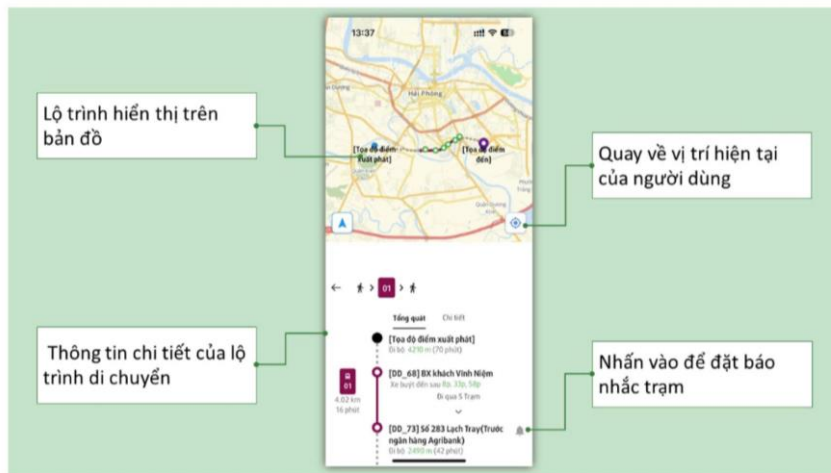 13:37
Lộ trình hiển thị trên
bản đồ
Hải Phòng
[Tọa độ điểm
xuất phát]
[Tọa độ điểm
đến]
Quay về vị trí hiện tại
của người dùng
01
Tổng quát Chi tiết
Thông tin chi tiết của lộ
trình di chuyển
[Tọa độ điểm xuất phát]
Đi bộ 4210 m (70 phút)
[DD_68] BX khách Vĩnh Niệm
Xe buýt đến sau 8p, 33p, 58p
01
4.02 km
16 phút
Đi qua 5 Trạm
Nhấn vào để đặt báo
nhắc trạm
[DD_73] Số 283 Lạch Tray(Trước
ngân hàng Agribank)
Đi bộ 2490 m (42 phút)